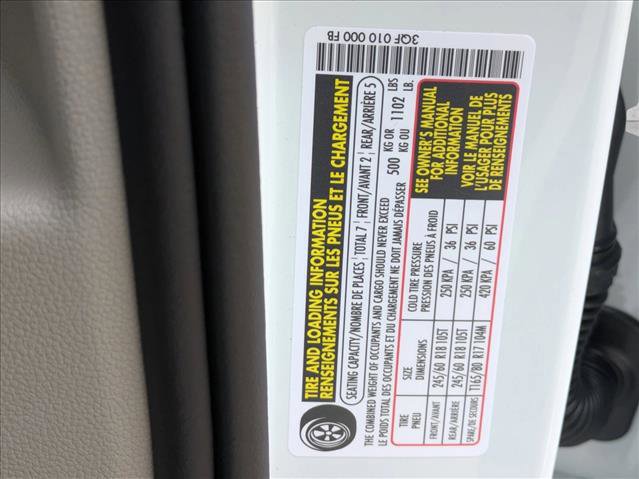 3QF 010 000 FB
TIRE AND LOADING INFORMATION
RENSEIGNEMENTS SUR LES PNEUS ET LE CHARGEMENT
SEATING CAPACITY/NOMBRE DE PLACES | TOTAL 7 | FRONT/AVANT 2 | REAR/ARRIÈRE 5
THE COMBINED WEIGHT OF OCCUPANTS AND CARGO SHOULD NEVER EXCEED 500 KG OR 1102 LBS
LE POIDS TOTAL DES OCCUPANTS ET DU CHARGEMENT NE DOIT JAMAIS DÉPASSER KG OU LB.
TIRE SIZE COLD TIRE PRESSURE
PNEU DIMENSIONS PRESSION DES PNEUS À FROID
FRONT/AVANT 245/60 R18 105T 250 KPA / 36 PSI
REAR/ARRIÈRE 245/60 R18 105T 250 KPA / 36 PSI
SPARE/DE SECOURS T165/80 R17 104M 420 KPA / 60 PSI
SEE OWNER'S MANUAL
FOR ADDITIONAL
INFORMATION
VOIR LE MANUEL DE
L'USAGER POUR PLUS
DE RENSEIGNEMENTS